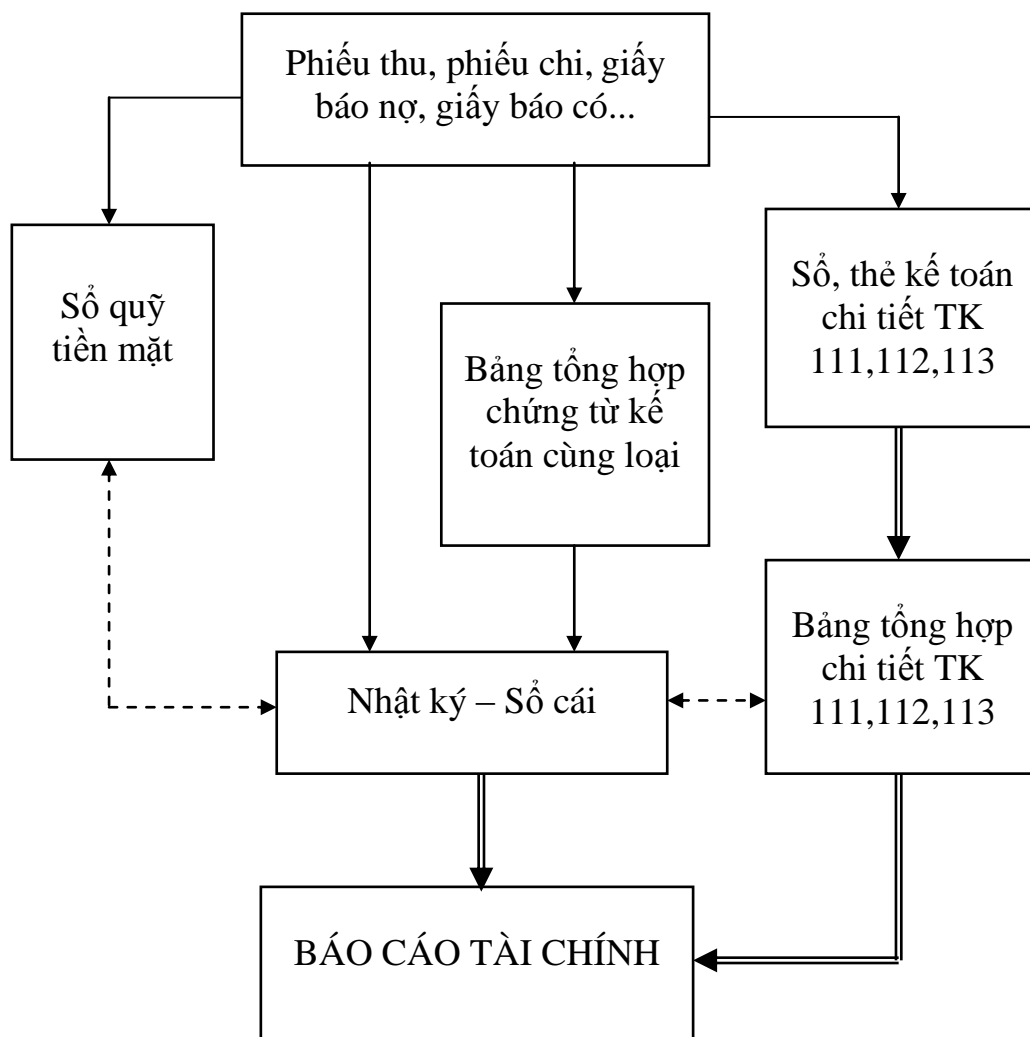 Phiếu thu, phiếu chi, giấy
báo nợ, giấy báo có...
Sổ quỹ
tiền mặt
Bảng tổng hợp
chứng từ kế
toán cùng loại
Sổ, thẻ kế toán
chi tiết TK
111,112,113
Bảng tổng hợp
chi tiết TK
111,112,113
Nhật ký – Sổ cái
BÁO CÁO TÀI CHÍNH